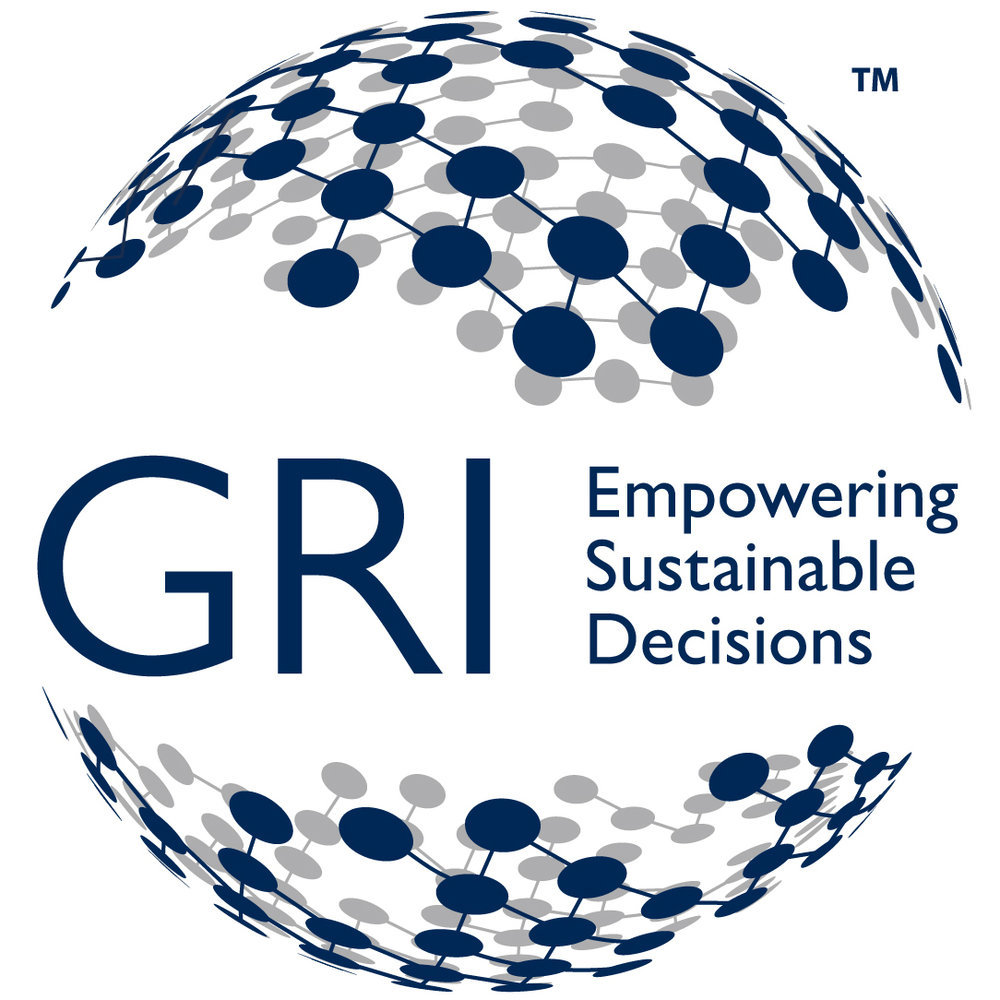 TM
GRI
Empowering
Sustainable
Decisions